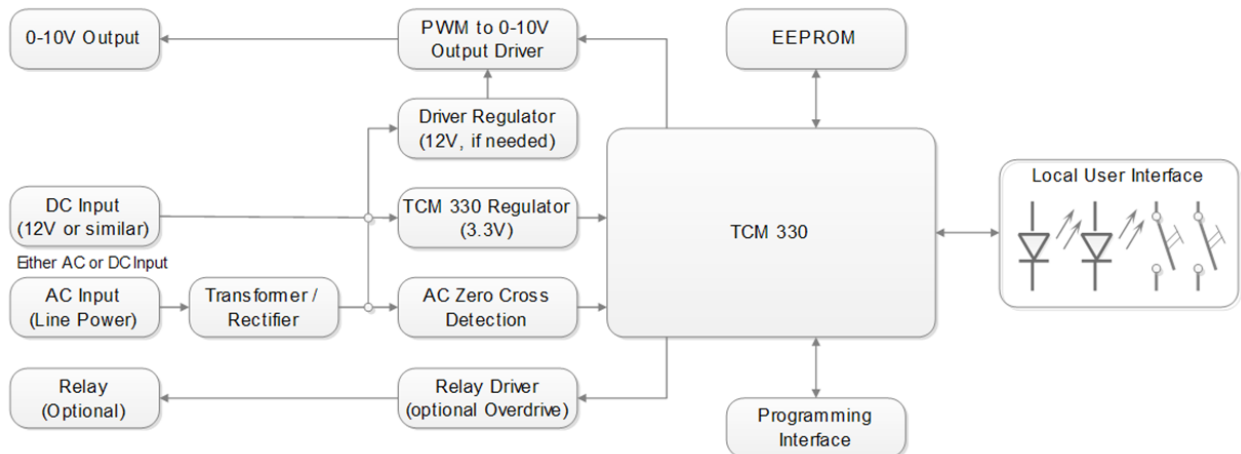 0-10V Output
PWM to 0-10V
Output Driver
EEPROM
Driver Regulator
(12V, if needed)
DC Input
(12V or similar)
TCM 330 Regulator
(3.3V)
TCM 330
Local User Interface
Either AC or DC Input
AC Input
(Line Power)
Transformer /
Rectifier
AC Zero Cross
Detection
Relay
(Optional)
Relay Driver
(optional Overdrive)
Programming
Interface